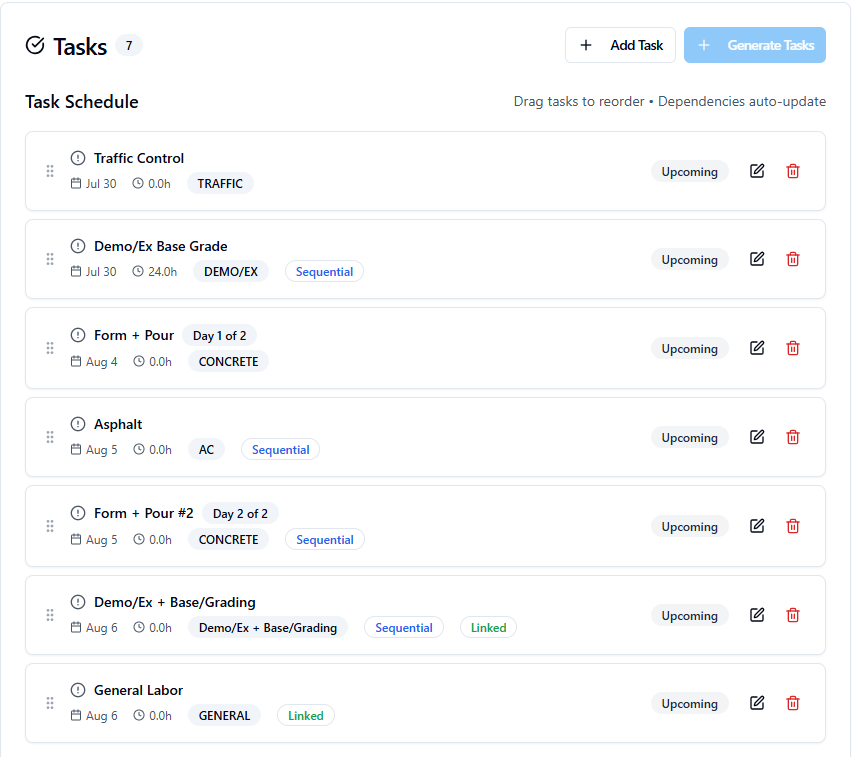 Tasks 7
Add Task
Generate Tasks
Task Schedule
Drag tasks to reorder • Dependencies auto-update
Traffic Control
Jul 30 0.0h TRAFFIC
Upcoming
Demo/Ex Base Grade
Jul 30 24.0h DEMO/EX Sequential
Upcoming
Form + Pour Day 1 of 2
Aug 4 0.0h CONCRETE
Upcoming
Asphalt
Aug 5 0.0h AC Sequential
Upcoming
Form + Pour #2 Day 2 of 2
Aug 5 0.0h CONCRETE Sequential
Upcoming
Demo/Ex + Base/Grading
Aug 6 0.0h Demo/Ex + Base/Grading Sequential Linked
Upcoming
General Labor
Aug 6 0.0h GENERAL Linked
Upcoming